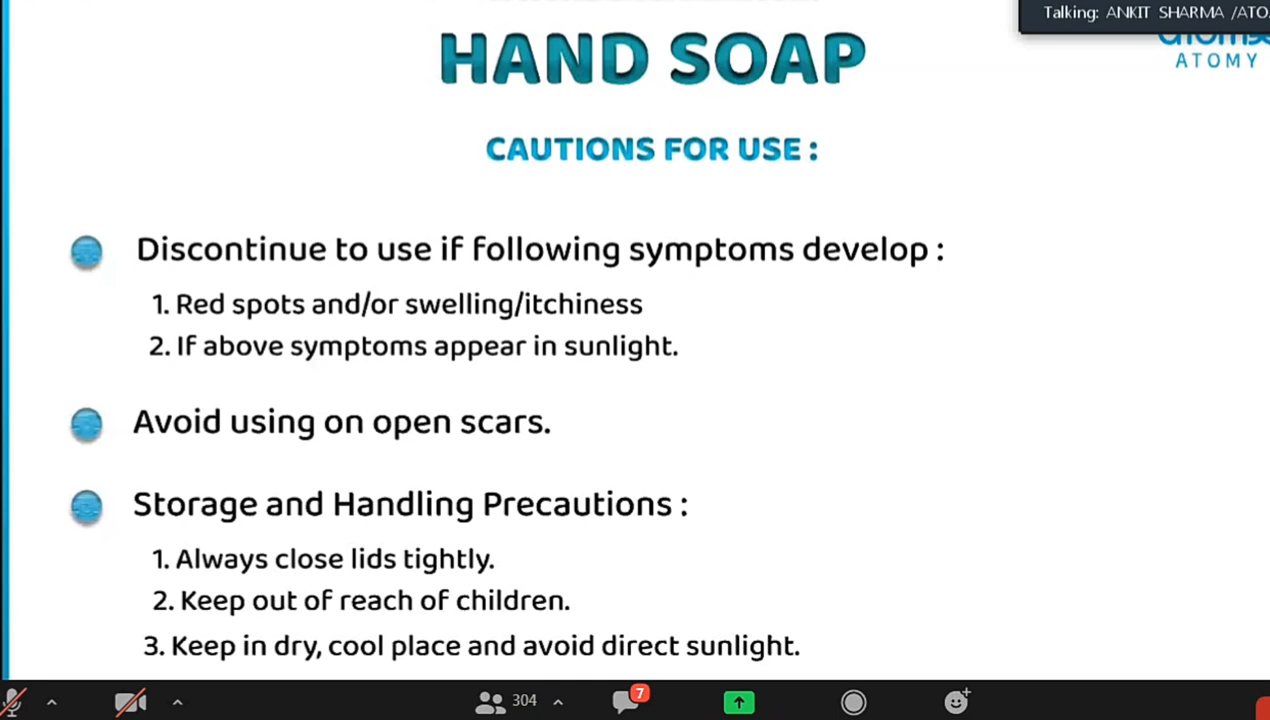 Talking: ANKIT SHARMA /ATO
HAND SOAP
ATOMY
CAUTIONS FOR USE :
Discontinue to use if following symptoms develop :
1. Red spots and/or swelling/itchiness
2. If above symptoms appear in sunlight.
Avoid using on open scars.
Storage and Handling Precautions :
1. Always close lids tightly.
2. Keep out of reach of children.
3. Keep in dry, cool place and avoid direct sunlight.
304
7